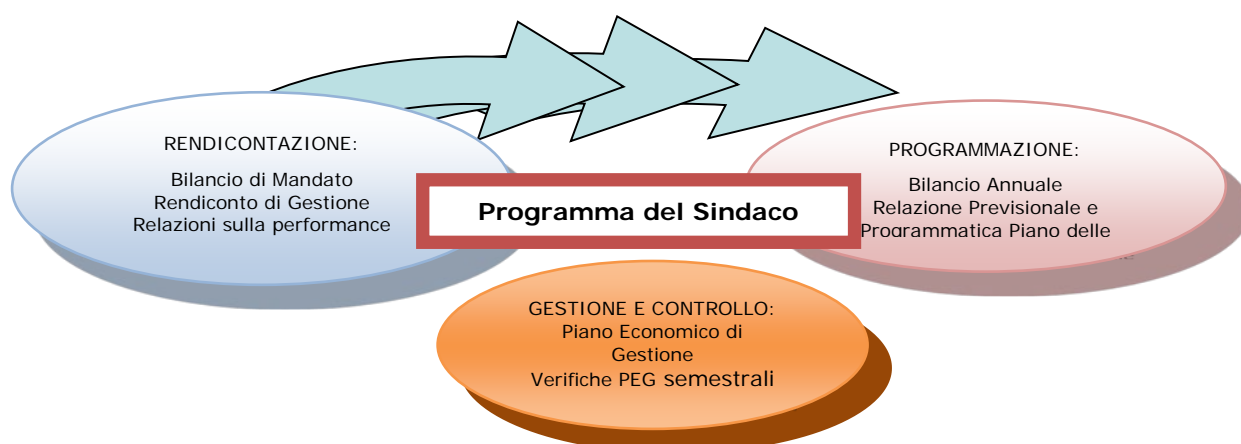 RENDICONTAZIONE:
Bilancio di Mandato
Rendiconto di Gestione
Relazioni sulla performance
Programma del Sindaco
PROGRAMMAZIONE:
Bilancio Annuale
Relazione Previsionale e
Programmatica Piano delle
GESTIONE E CONTROLLO:
Piano Economico di
Gestione
Verifiche PEG semestrali